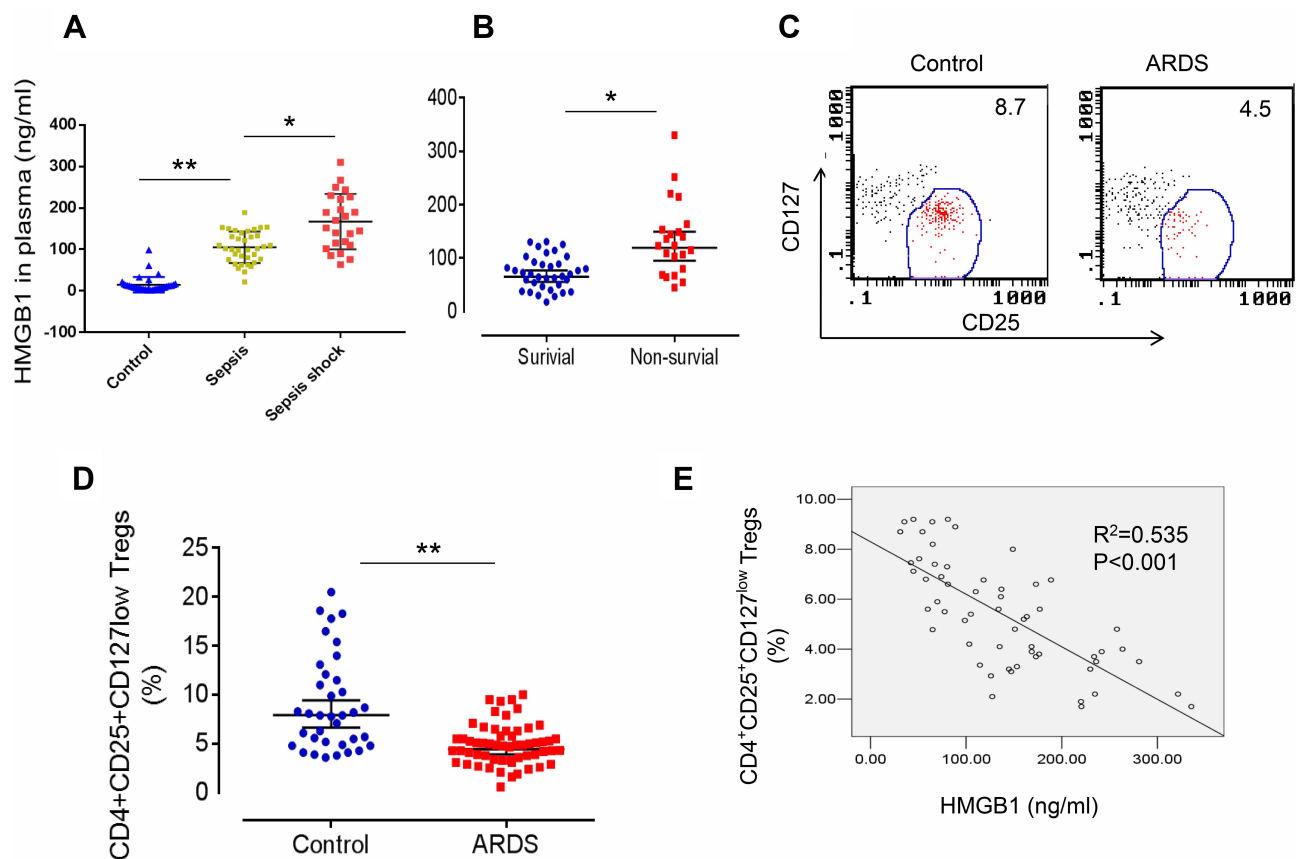 A
HMGB1 in plasma (ng/ml)
400
300
200
100
0
-100
**
*
Control
Sepsis
Sepsis shock
B
400
300
200
100
0
*
Surivial
Non-survial
C
Control
ARDS
1000
8.7
.1
.1
1000
1000
4.5
.1
.1
1000
CD127
CD25
D
CD4+CD25+CD127low Tregs
(%)
25
20
15
10
5
0
**
Control
ARDS
E
CD4⁺CD25⁺CD127ˡᵒʷ Tregs
(%)
10.00
8.00
6.00
4.00
2.00
R²=0.535
P<0.001
0.00
100.00
200.00
300.00
HMGB1 (ng/ml)